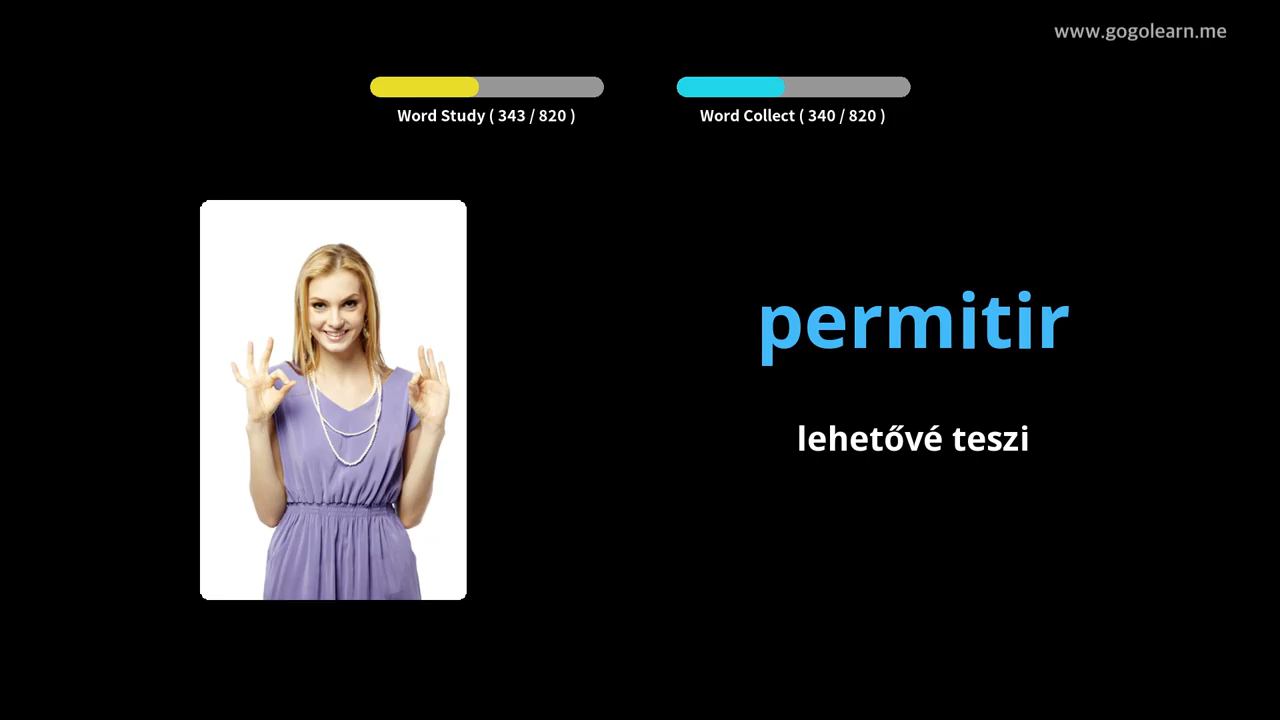 www.gogolearn.me
Word Study ( 343 / 820 )
Word Collect ( 340 / 820 )
permitir
lehetővé teszi